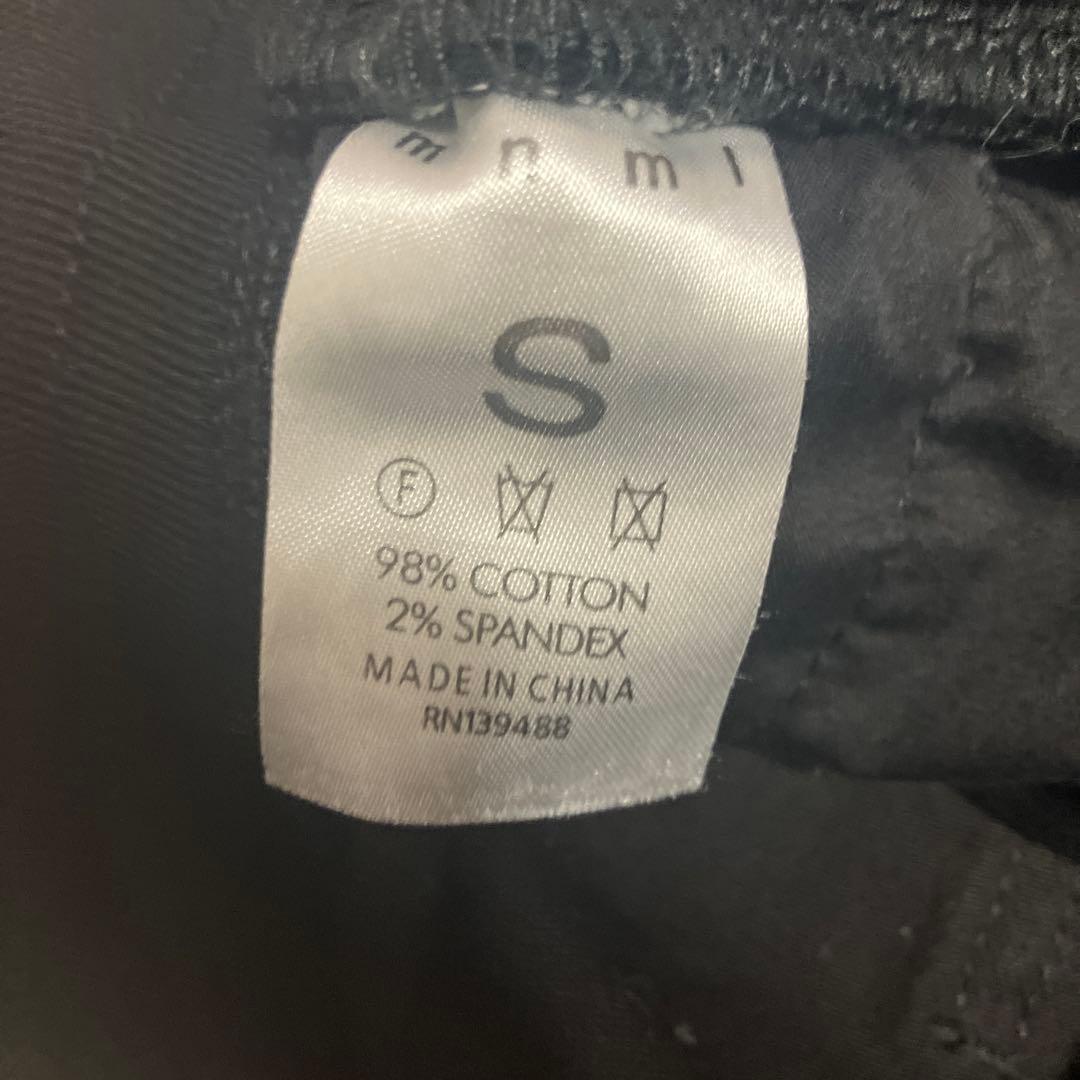 m n m l
S
F
98% COTTON
2% SPANDEX
MADE IN CHINA
RN139488